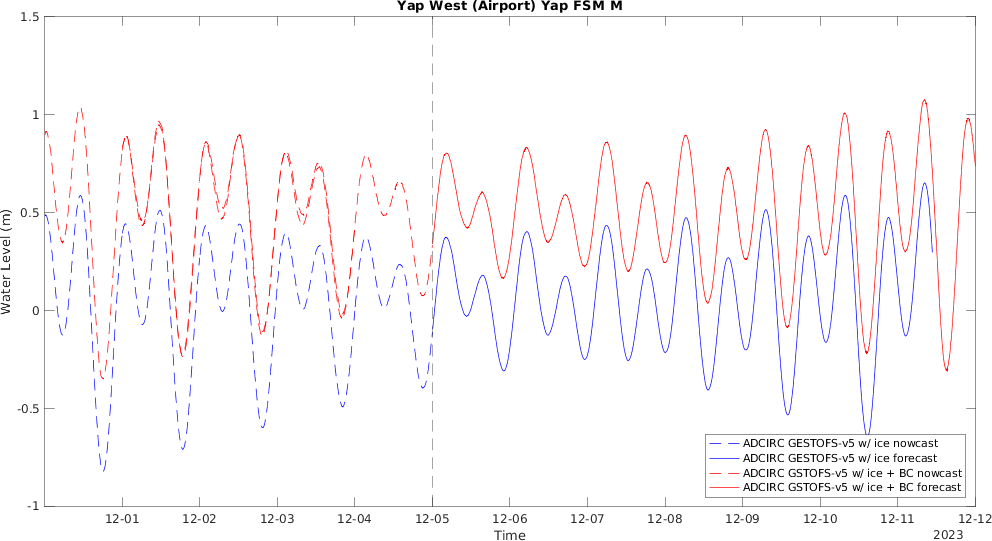 Yap West (Airport) Yap FSM M
Water Level (m)
1.5
1
0.5
0
-0.5
-1
12-01 12-02 12-03 12-04 12-05 12-06 12-07 12-08 12-09 12-10 12-11 12-12
Time
2023
ADCIRC GESTOFS-v5 w/ ice nowcast
ADCIRC GESTOFS-v5 w/ ice forecast
ADCIRC GSTOFS-v5 w/ ice + BC nowcast
ADCIRC GSTOFS-v5 w/ ice + BC forecast